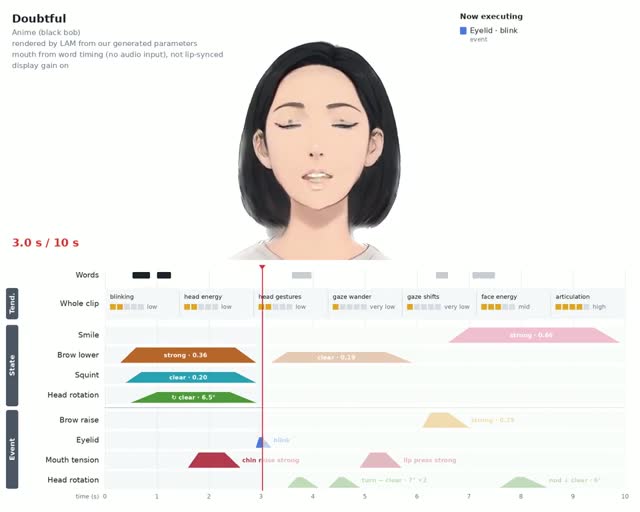 Doubtful
Anime (black bob)
rendered by LAM from our generated parameters
mouth from word timing (no audio input), not lip-synced
display gain on
Now executing
Eyelid · blink
event
3.0 s / 10 s
Words
Tend.
Whole clip
blinking
low
head energy
low
head gestures
low
gaze wander
very low
gaze shifts
very low
face energy
mid
articulation
high
State
Smile
strong · 0.66
Brow lower
strong · 0.36
clear · 0.19
Squint
clear · 0.20
Head rotation
↻ clear · 6.5°
Event
Brow raise
strong · 0.29
Eyelid
blink
Mouth tension
chin raise strong
lip press strong
Head rotation
turn ↔ clear · 7° ×2
nod ↓ clear · 6°
time (s) 0 1 2 3 4 5 6 7 8 9 10